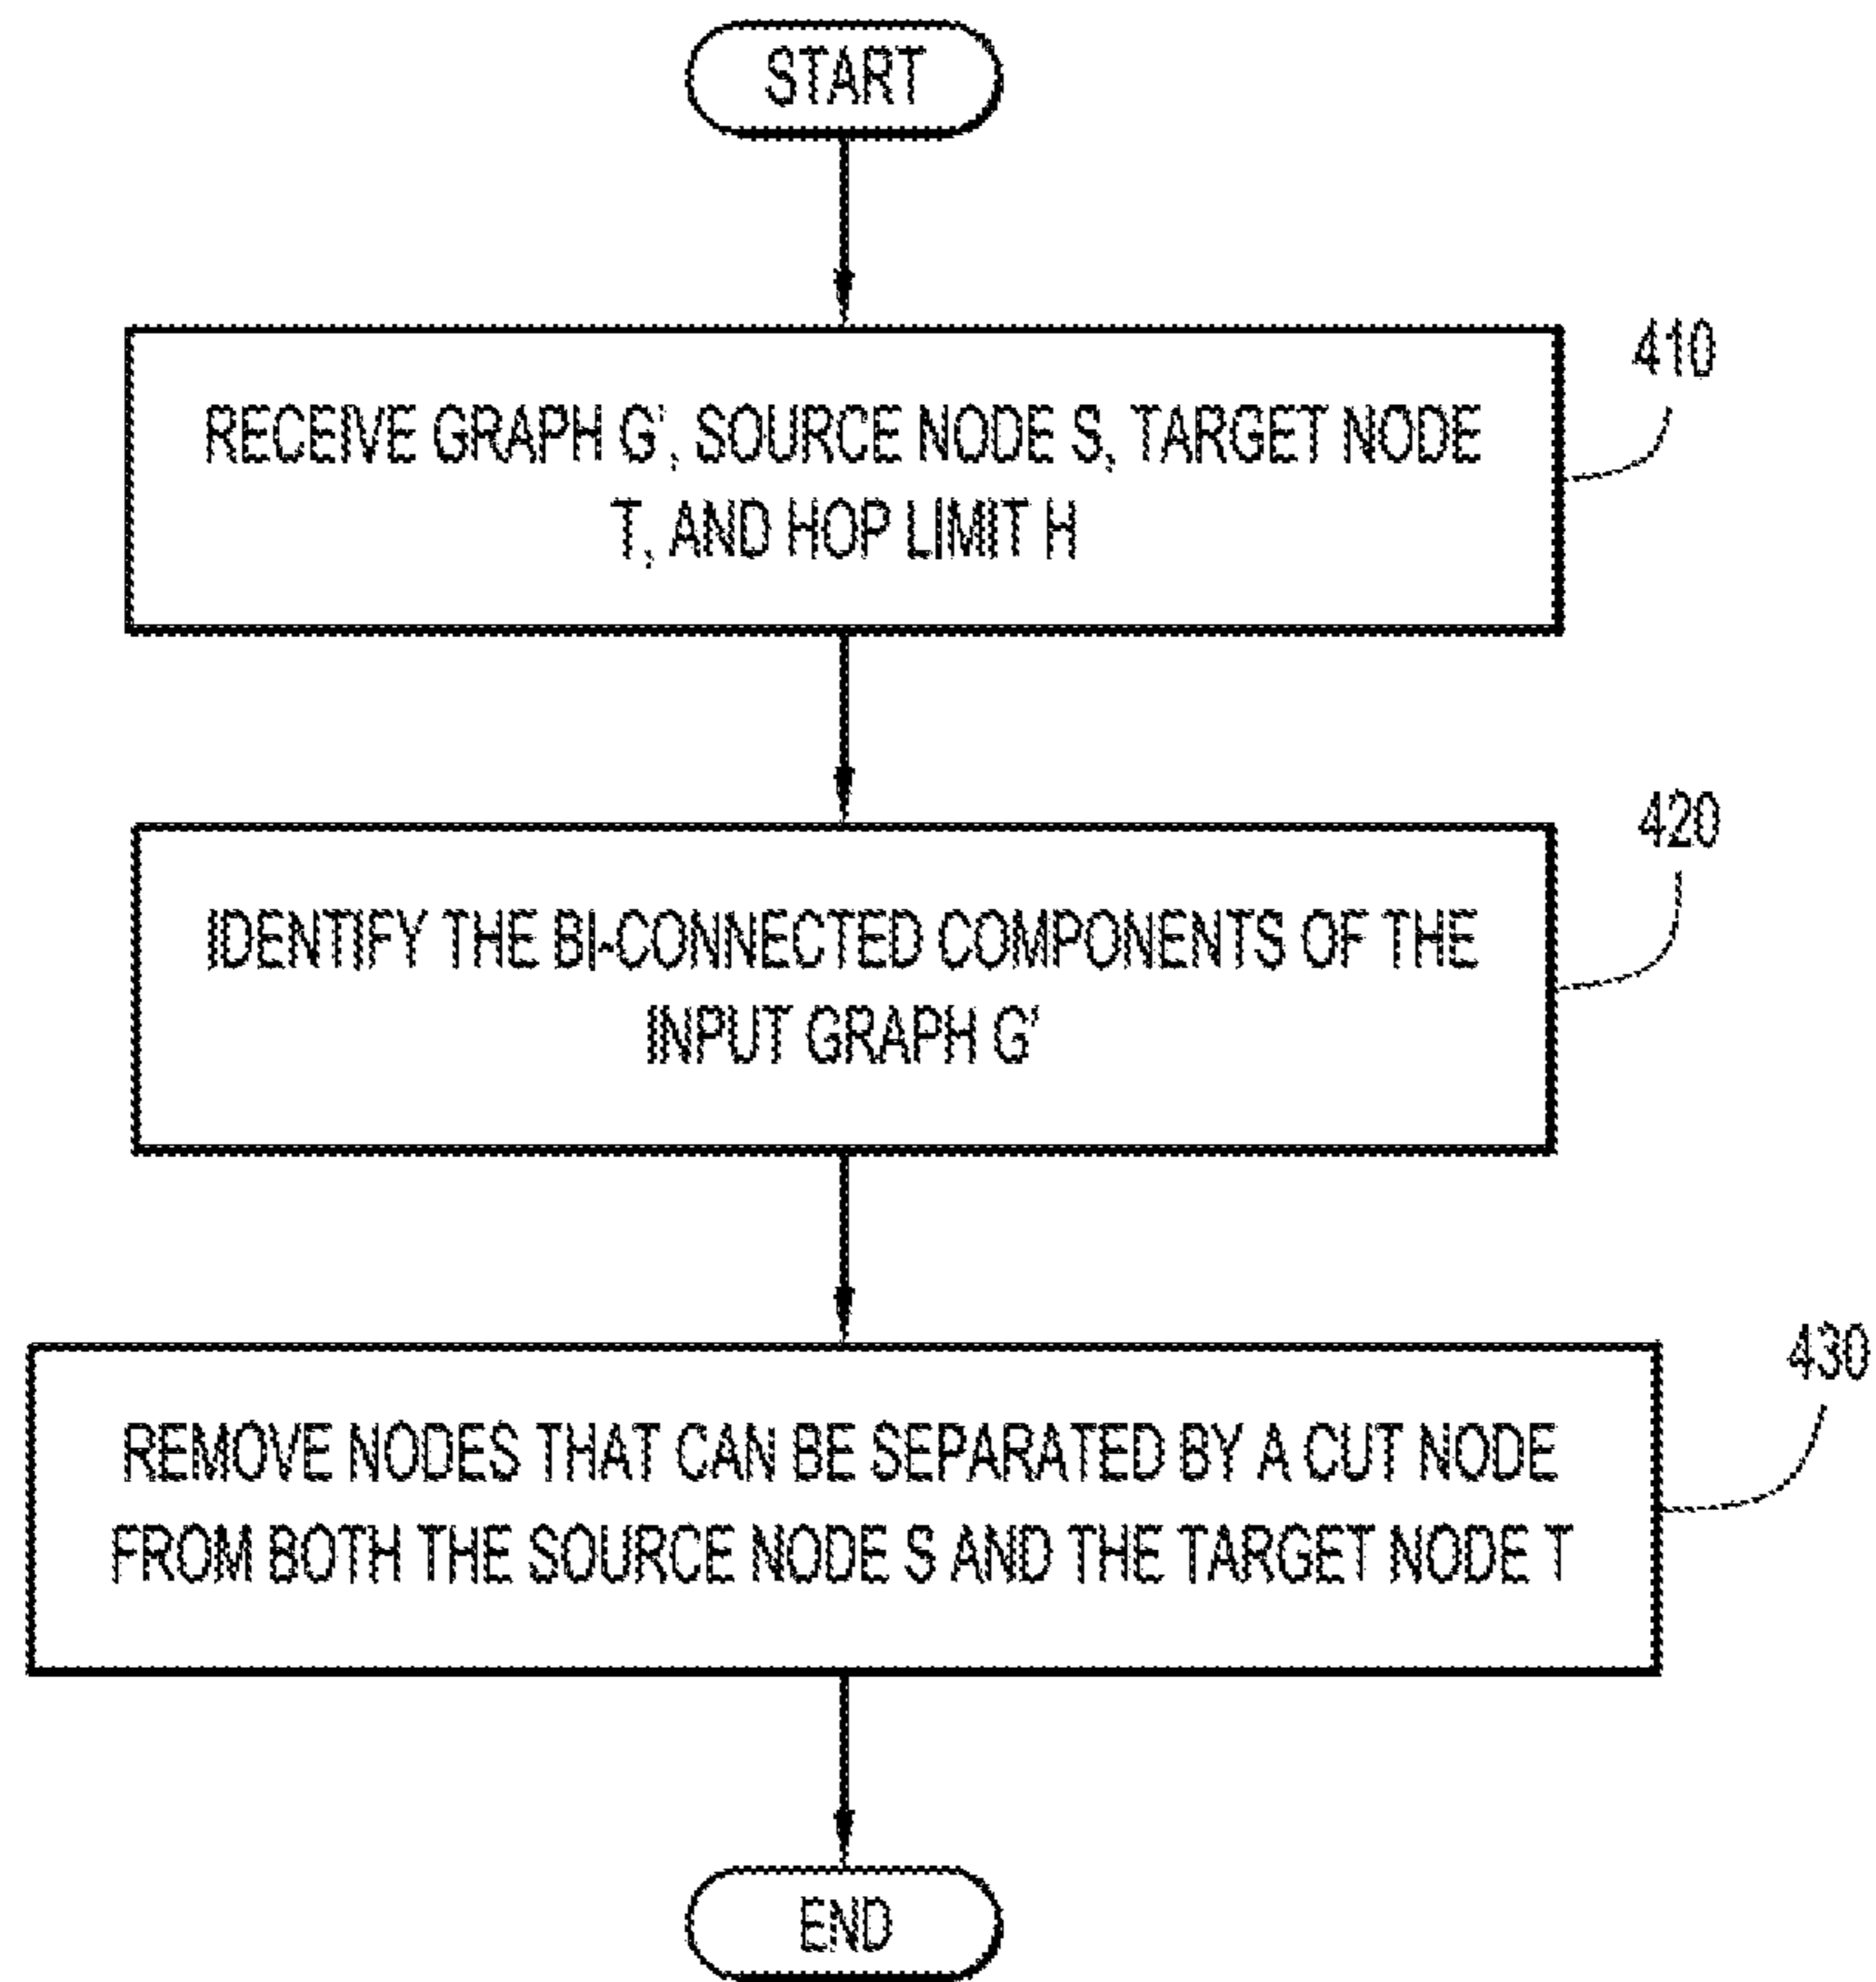 START
410
RECEIVE GRAPH G', SOURCE NODE S, TARGET NODE
T, AND HOP LIMIT H
420
IDENTIFY THE BI-CONNECTED COMPONENTS OF THE
INPUT GRAPH G'
430
REMOVE NODES THAT CAN BE SEPARATED BY A CUT NODE
FROM BOTH THE SOURCE NODE S AND THE TARGET NODE T
END